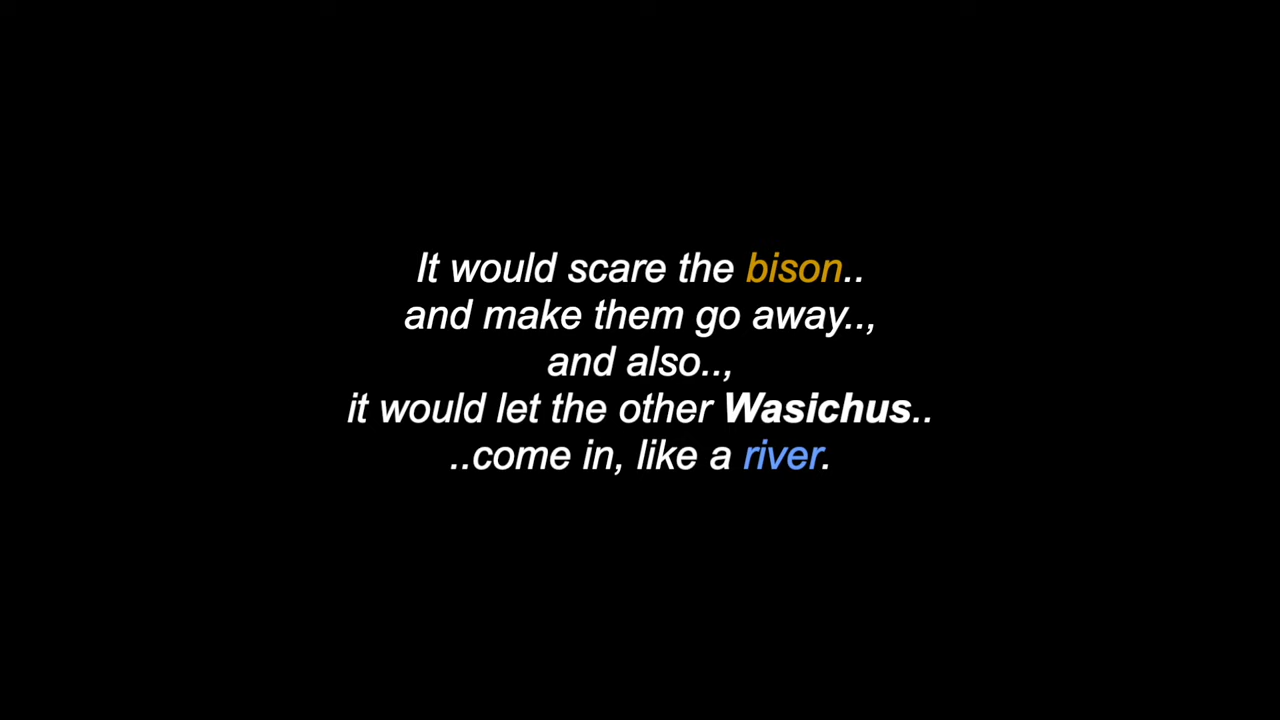 It would scare the bison..
and make them go away..,
and also..,
it would let the other Wasichus..
..come in, like a river.